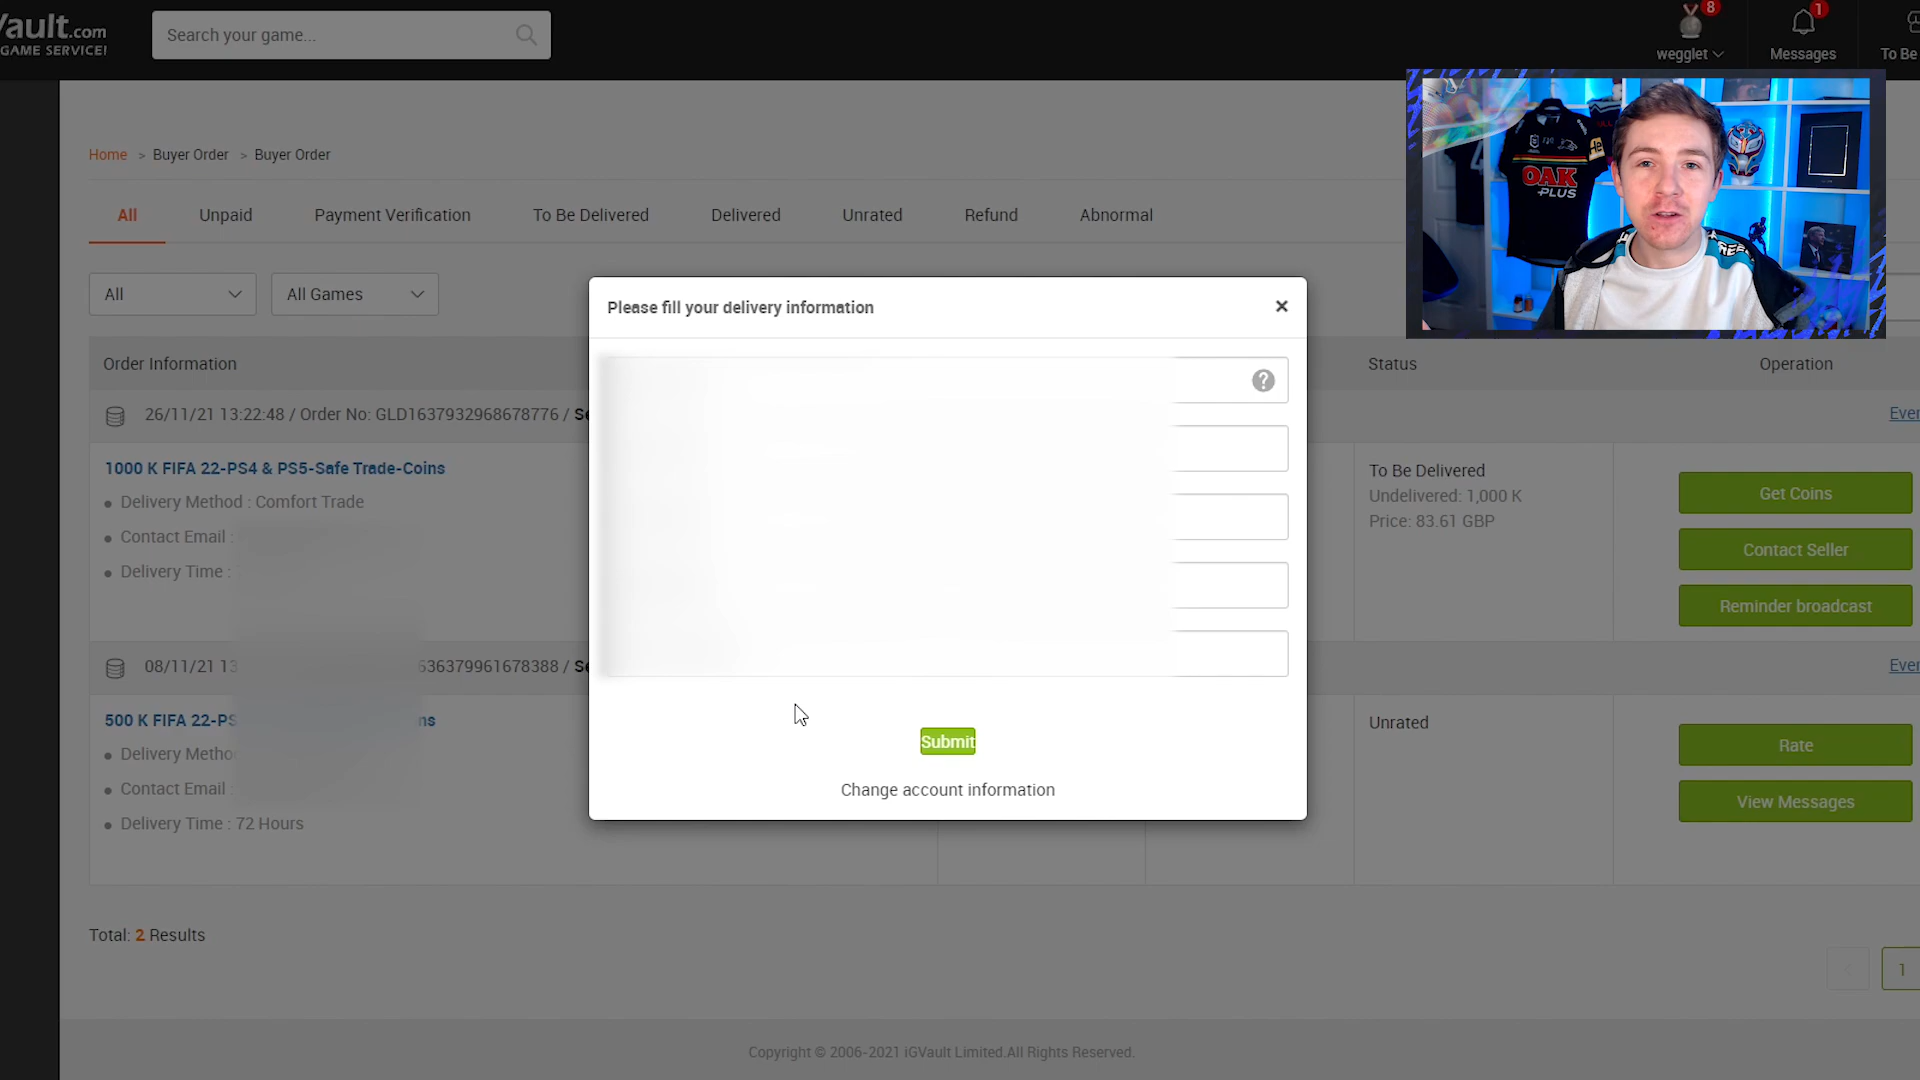 Vault.com
GAME SERVICE!
Search your game...
8
wegglet
1
Messages
To Be
Home > Buyer Order > Buyer Order
All
Unpaid
Payment Verification
To Be Delivered
Delivered
Unrated
Refund
Abnormal
All
All Games
OAK
PLUS
Please fill your delivery information
×
?
Order Information
Status
Operation
26/11/21 13:22:48 / Order No: GLD1637932968678776 /
Ever
1000 K FIFA 22-PS4 & PS5-Safe Trade-Coins
• Delivery Method : Comfort Trade
• Contact Email :
• Delivery Time :
To Be Delivered
Undelivered: 1,000 K
Price: 83.61 GBP
Get Coins
Contact Seller
Reminder broadcast
08/11/21 13
636379961678388 /
Ever
500 K FIFA 22-PS
ns
• Delivery Metho
• Contact Email
• Delivery Time : 72 Hours
Unrated
Rate
View Messages
Submit
Change account information
Total: 2 Results
<
1
Copyright © 2006-2021 iGVault Limited.All Rights Reserved.